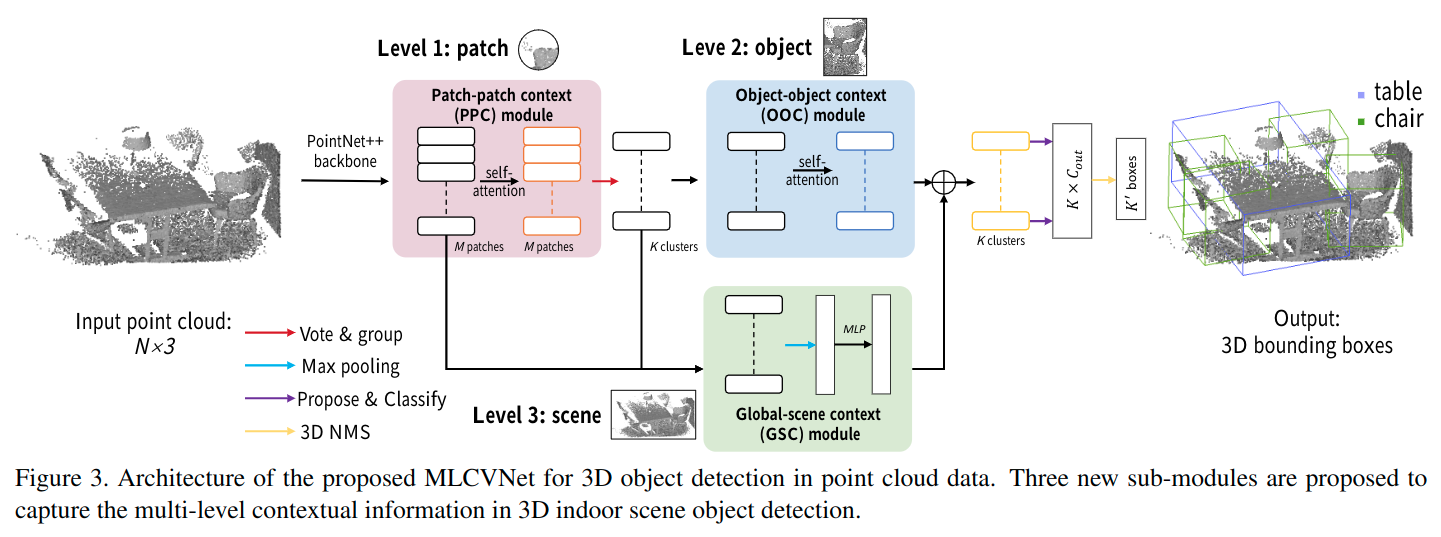 Level 1: patch
Leve 2: object
Patch-patch context
(PPC) module
Object-object context
(OOC) module
table
chair
PointNet++
backbone
self-
attention
self-
attention
K × Cout
K′ boxes
M patches
M patches
K clusters
K clusters
Input point cloud:
N×3
Vote & group
Max pooling
Propose & Classify
3D NMS
MLP
Level 3: scene
Global-scene context
(GSC) module
Output:
3D bounding boxes
Figure 3. Architecture of the proposed MLCVNet for 3D object detection in point cloud data. Three new sub-modules are proposed to
capture the multi-level contextual information in 3D indoor scene object detection.